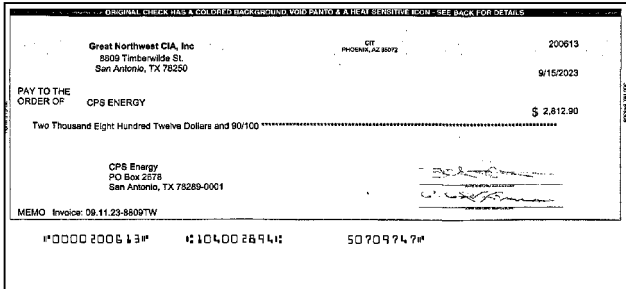 ORIGINAL CHECK HAS A COLORED BACKGROUND, VOID PANTO & A HEAT SENSITIVE ICON - SEE BACK FOR DETAILS
Great Northwest CIA, Inc
8809 Timberwilde St.
San Antonio, TX 78250
CIT
PHOENIX, AZ 85072
200613
9/15/2023
PAY TO THE
ORDER OF CPS ENERGY
$ 2,812.90
Two Thousand Eight Hundred Twelve Dollars and 90/100
CPS Energy
PO Box 2678
San Antonio, TX 78289-0001
MEMO Invoice: 09.11.23-8809TW
⑈0000200613⑈ ⑆104002894⑆ 50709747⑈